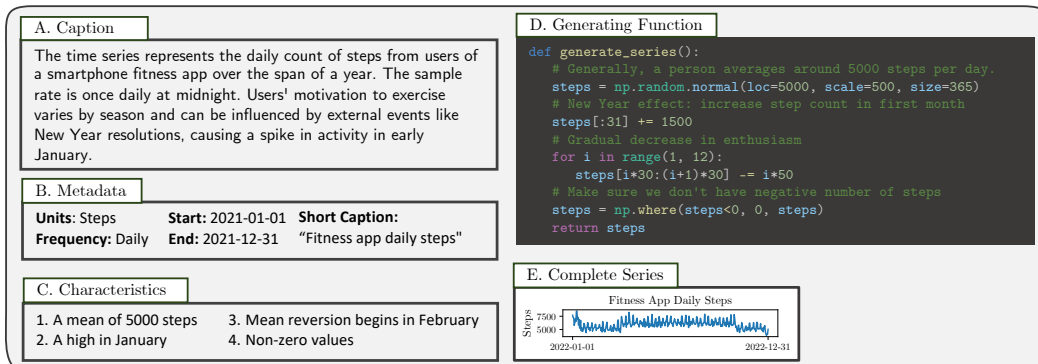 A. Caption
The time series represents the daily count of steps from users of
a smartphone fitness app over the span of a year. The sample
rate is once daily at midnight. Users' motivation to exercise
varies by season and can be influenced by external events like
New Year resolutions, causing a spike in activity in early
January.
B. Metadata
Units: Steps Start: 2021-01-01 Short Caption:
Frequency: Daily End: 2021-12-31 “Fitness app daily steps"
C. Characteristics
1. A mean of 5000 steps 3. Mean reversion begins in February
2. A high in January 4. Non-zero values
D. Generating Function
def generate_series():
# Generally, a person averages around 5000 steps per day.
steps = np.random.normal(loc=5000, scale=500, size=365)
# New Year effect: increase step count in first month
steps[:31] += 1500
# Gradual decrease in enthusiasm
for i in range(1, 12):
steps[i*30:(i+1)*30] -= i*50
# Make sure we don't have negative number of steps
steps = np.where(steps<0, 0, steps)
return steps
E. Complete Series
Fitness App Daily Steps
Steps
7500
5000
2022-01-01 2022-12-31